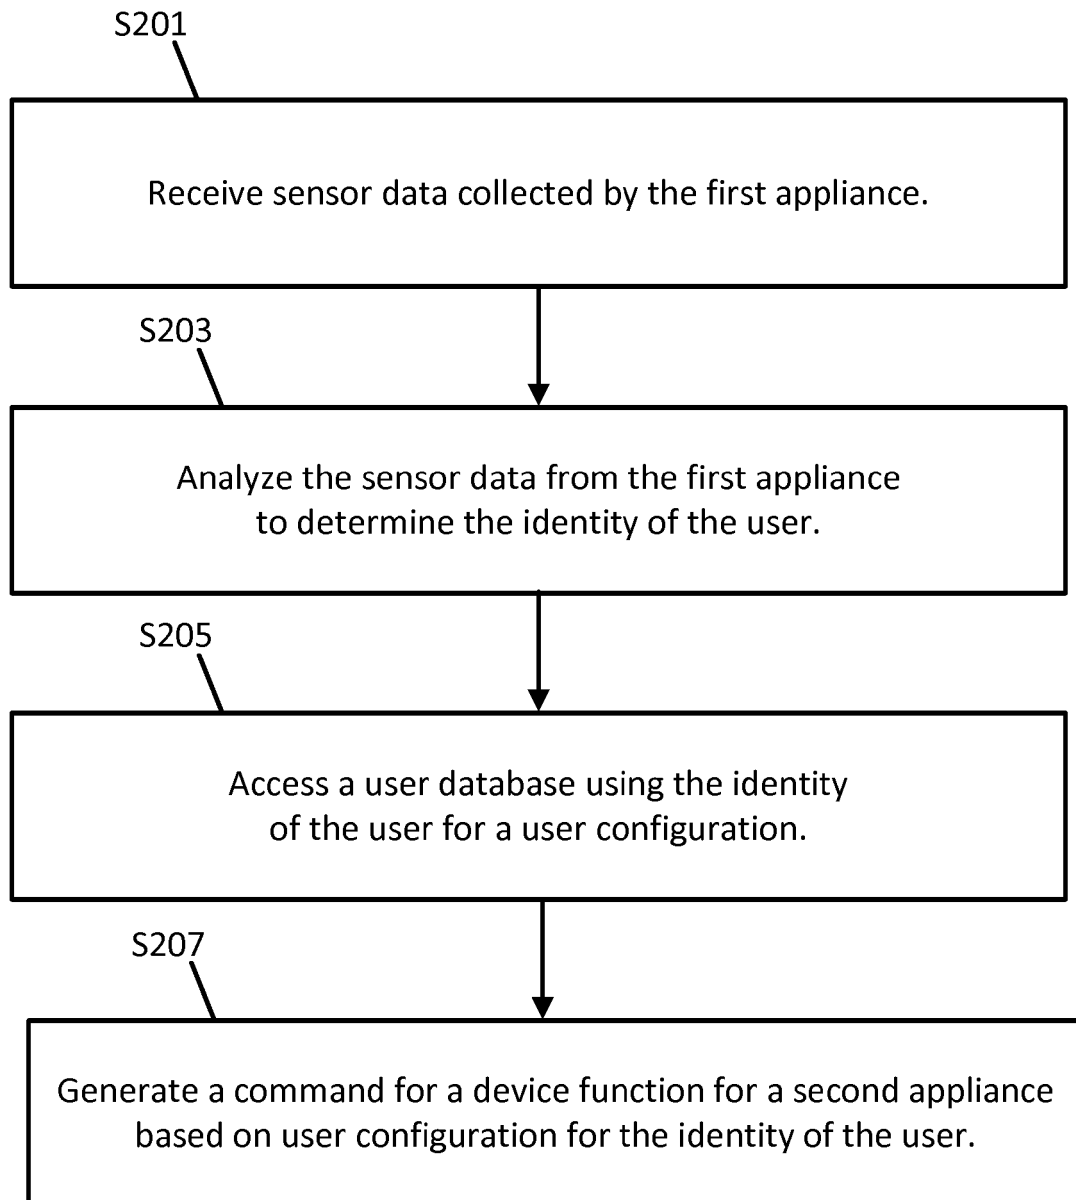 S201
Receive sensor data collected by the first appliance.
S203
Analyze the sensor data from the first appliance
to determine the identity of the user.
S205
Access a user database using the identity
of the user for a user configuration.
S207
Generate a command for a device function for a second appliance
based on user configuration for the identity of the user.